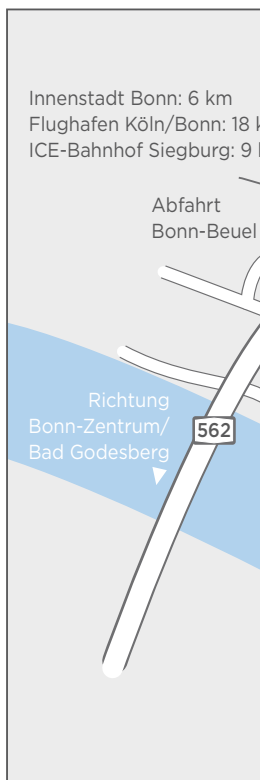 Innenstadt Bonn: 6 km
Flughafen Köln/Bonn: 18 k
ICE-Bahnhof Siegburg: 9
Abfahrt
Bonn-Beuel
Richtung
Bonn-Zentrum/
Bad Godesberg
562